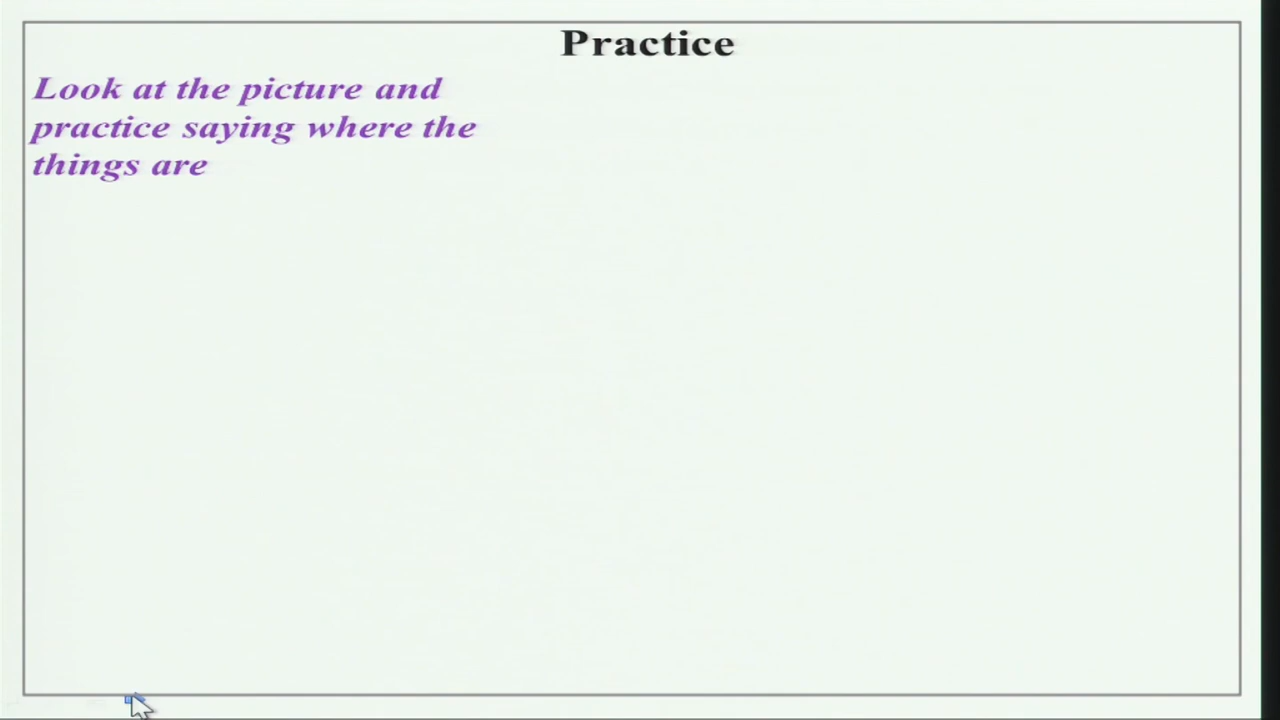 Practice
Look at the picture and
practice saying where the
things are